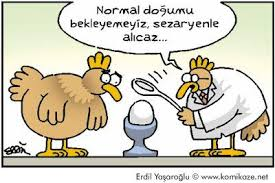 Normal doğumu
bekleyemeyiz, sezaryenle
alıcaz...
Erdil Yaşaroğlu © www.komikaze.net